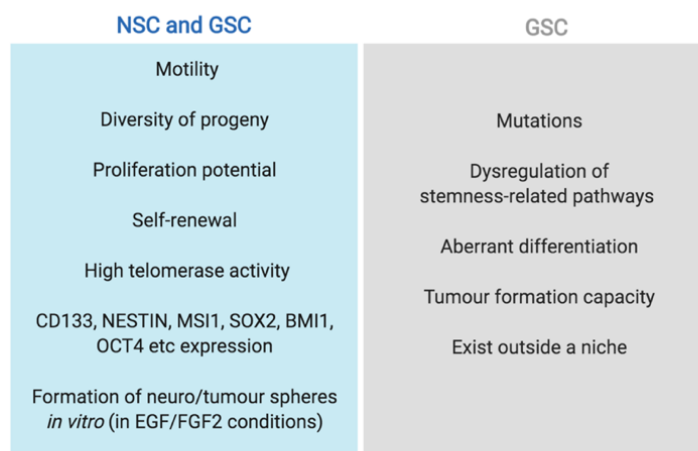 NSC and GSC
Motility
Diversity of progeny
Proliferation potential
Self-renewal
High telomerase activity
CD133, NESTIN, MSI1, SOX2, BMI1,
OCT4 etc expression
Formation of neuro/tumour spheres
in vitro (in EGF/FGF2 conditions)
GSC
Mutations
Dysregulation of
stemness-related pathways
Aberrant differentiation
Tumour formation capacity
Exist outside a niche